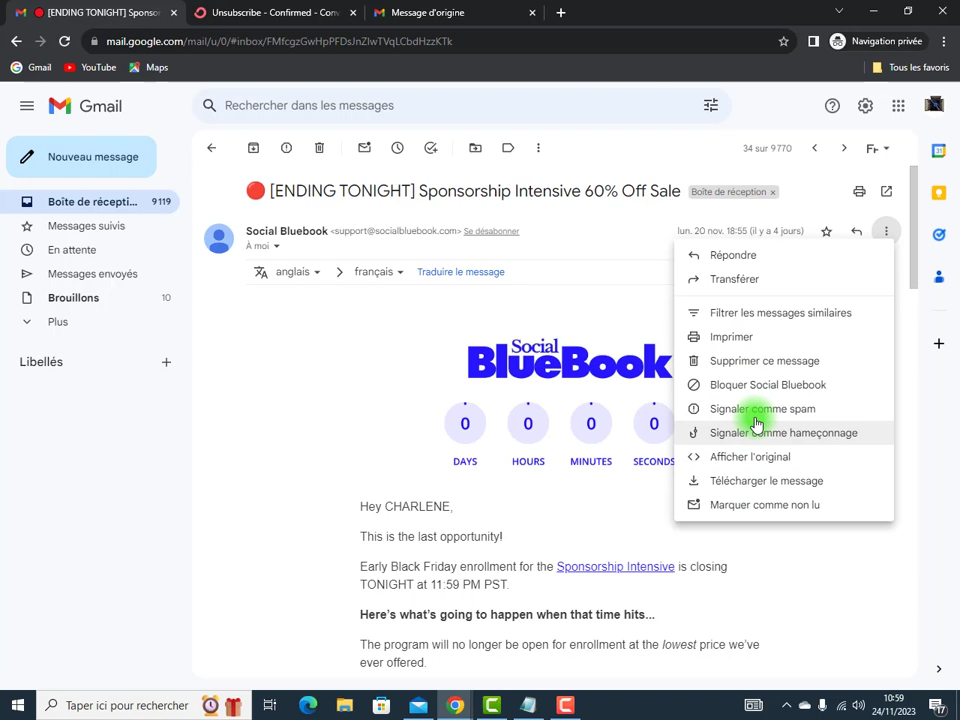 [ENDING TONIGHT] Sponsor
Unsubscribe - Confirmed - Conv
Message d'origine
mail.google.com/mail/u/0/#inbox/FMfcgzGwHpPFDsJnZlwTVqLCbdHzzKTk
Navigation privée
Gmail
YouTube
Maps
Tous les favoris
Gmail
Rechercher dans les messages
Nouveau message
34 sur 9 770
Fr
Boîte de récepti... 9 119
Messages suivis
En attente
Messages envoyés
Brouillons 10
Plus
Libellés
[ENDING TONIGHT] Sponsorship Intensive 60% Off Sale
Boîte de réception x
Social Bluebook <support@socialbluebook.com> Se désabonner
lun. 20 nov. 18:55 (il y a 4 jours)
À moi
anglais
français
Traduire le message
Répondre
Transférer
Filtrer les messages similaires
Imprimer
Supprimer ce message
Bloquer Social Bluebook
Signaler comme spam
Signaler comme hameçonnage
Afficher l'original
Télécharger le message
Marquer comme non lu
Social
BlueBook
0 0 0 0
DAYS HOURS MINUTES SECONDS
Hey CHARLENE,
This is the last opportunity!
Early Black Friday enrollment for the Sponsorship Intensive is closing
TONIGHT at 11:59 PM PST.
Here's what's going to happen when that time hits...
The program will no longer be open for enrollment at the lowest price we've
ever offered.
Taper ici pour rechercher
10:59
24/11/2023
17